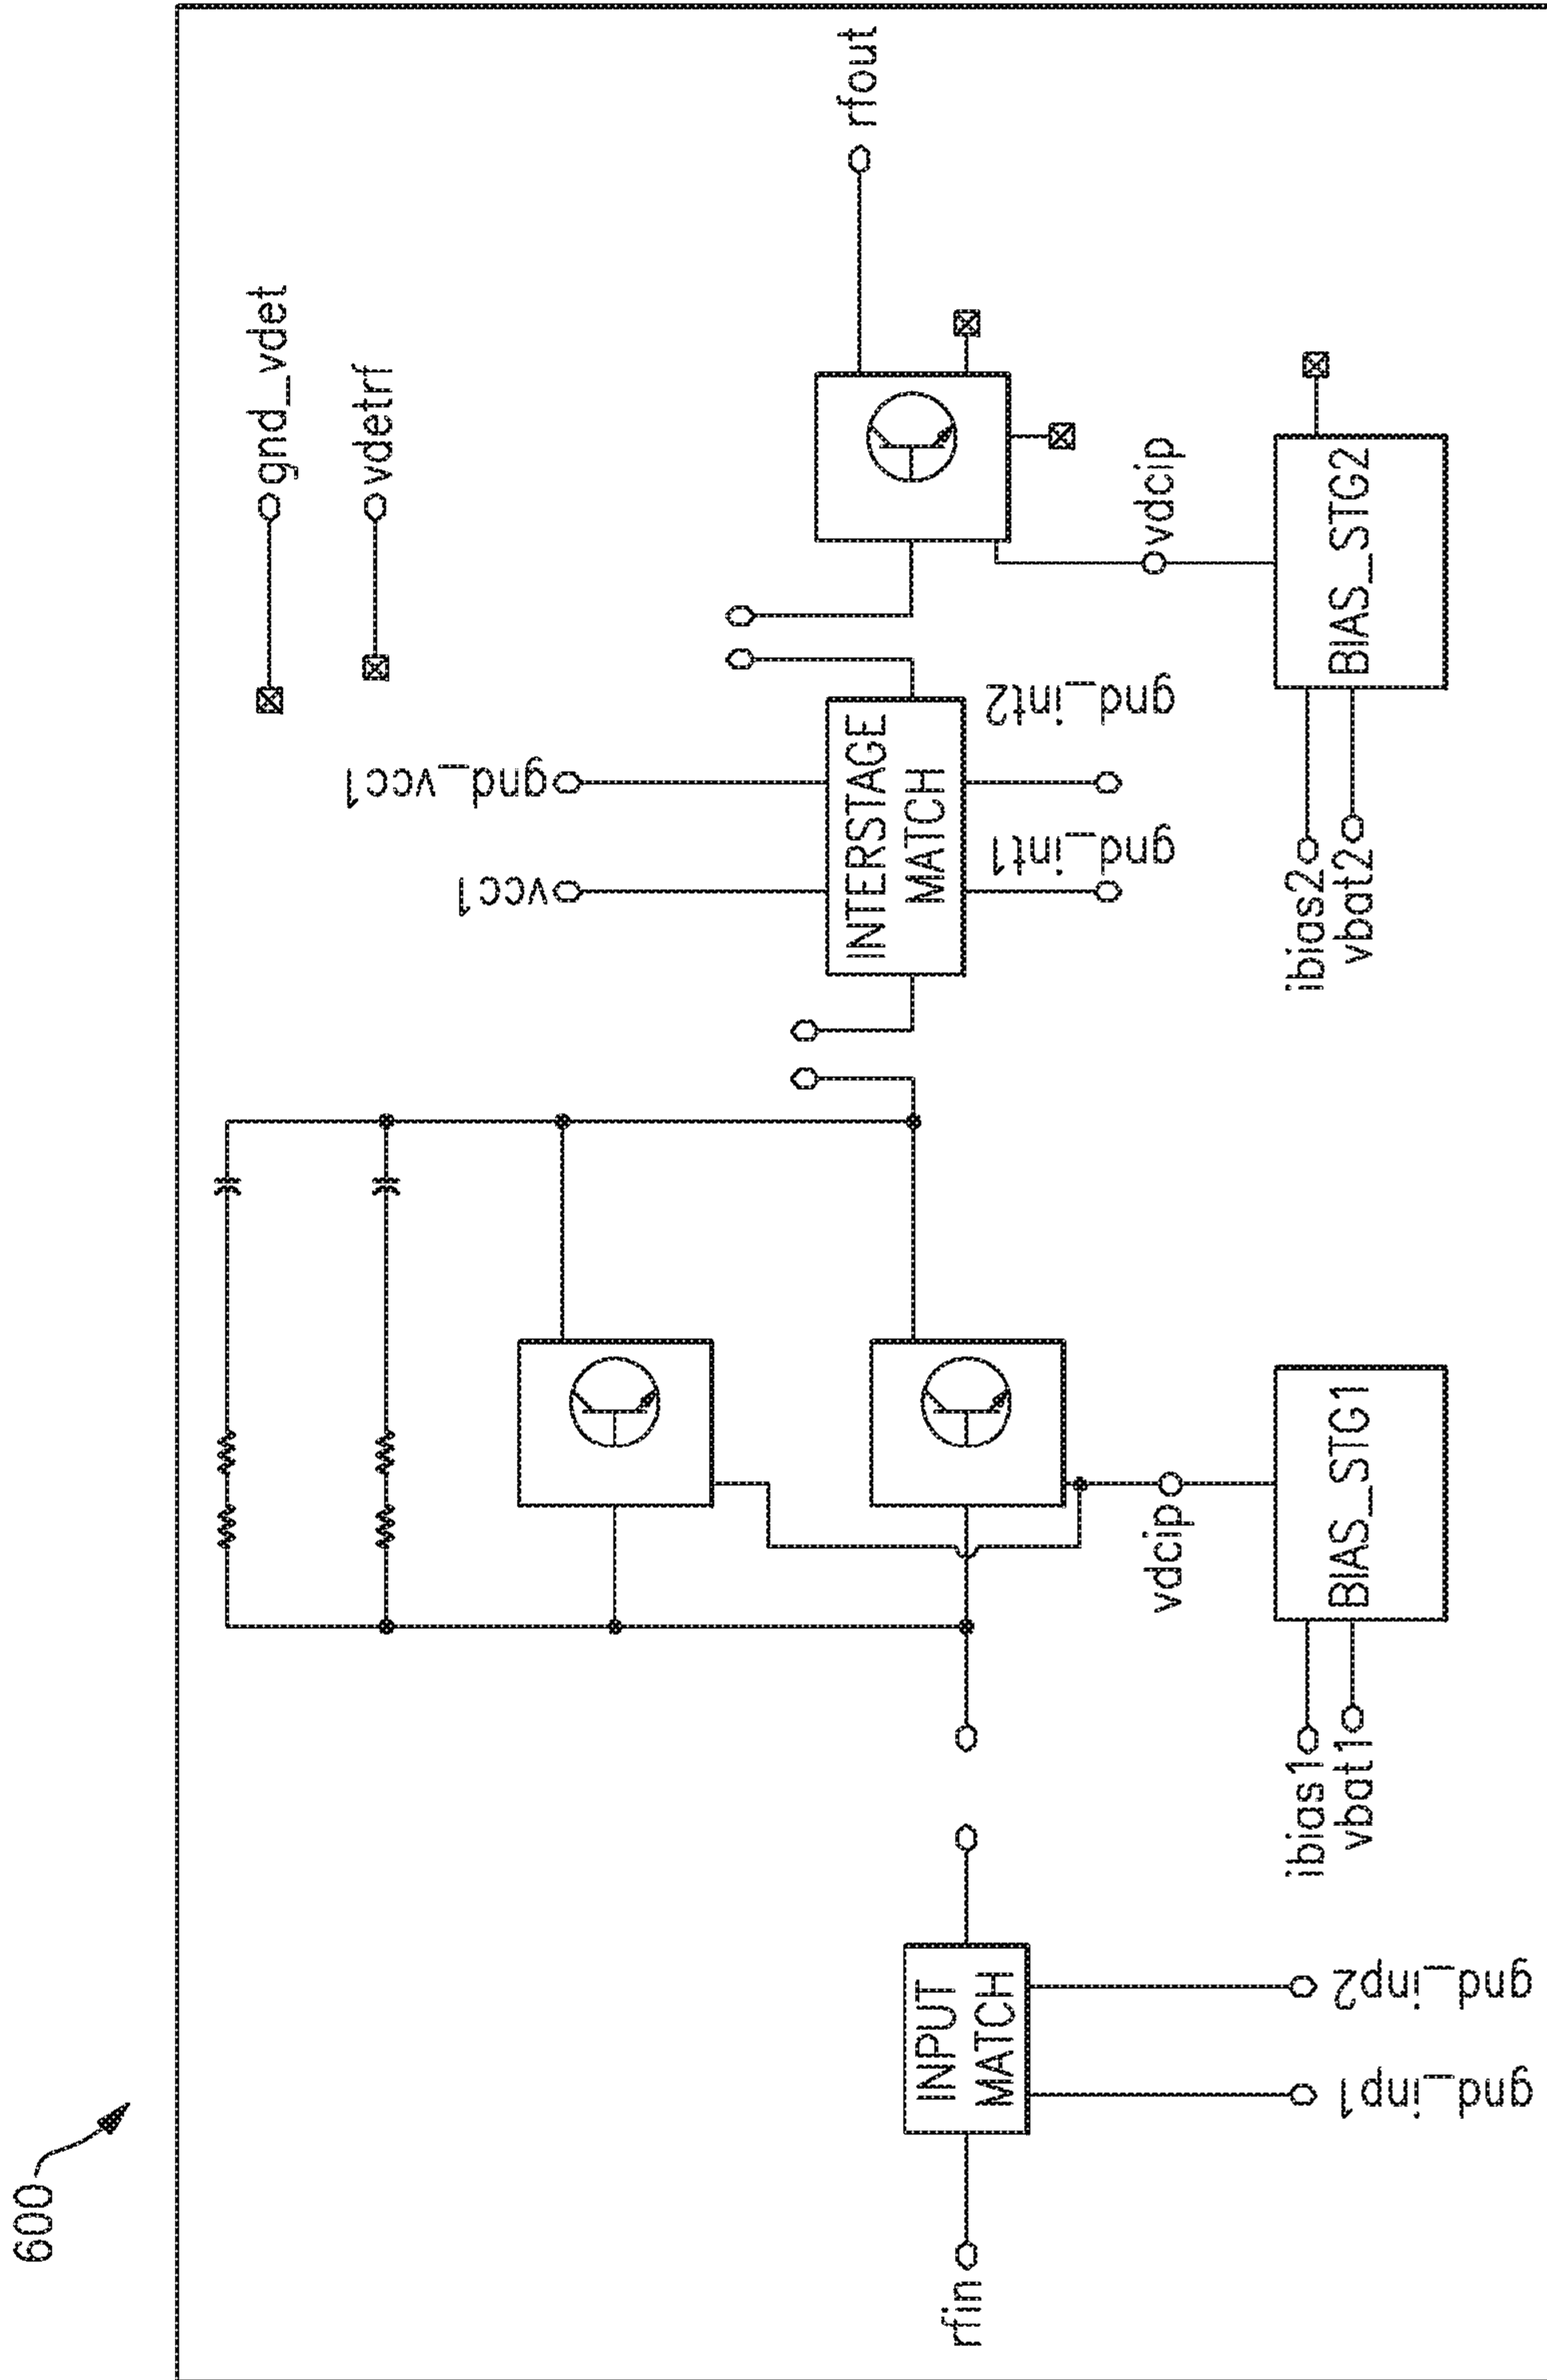 600
gnd_vdet
vdetrf
rfout
vcc1
gnd_vcc1
INTERSTAGE
MATCH
gnd_int1
gnd_int2
INPUT
MATCH
rfin
gnd_inp1
gnd_inp2
vdcip
ibias1
vbat1
BIAS_STG1
vdcip
ibias2
vbat2
BIAS_STG2